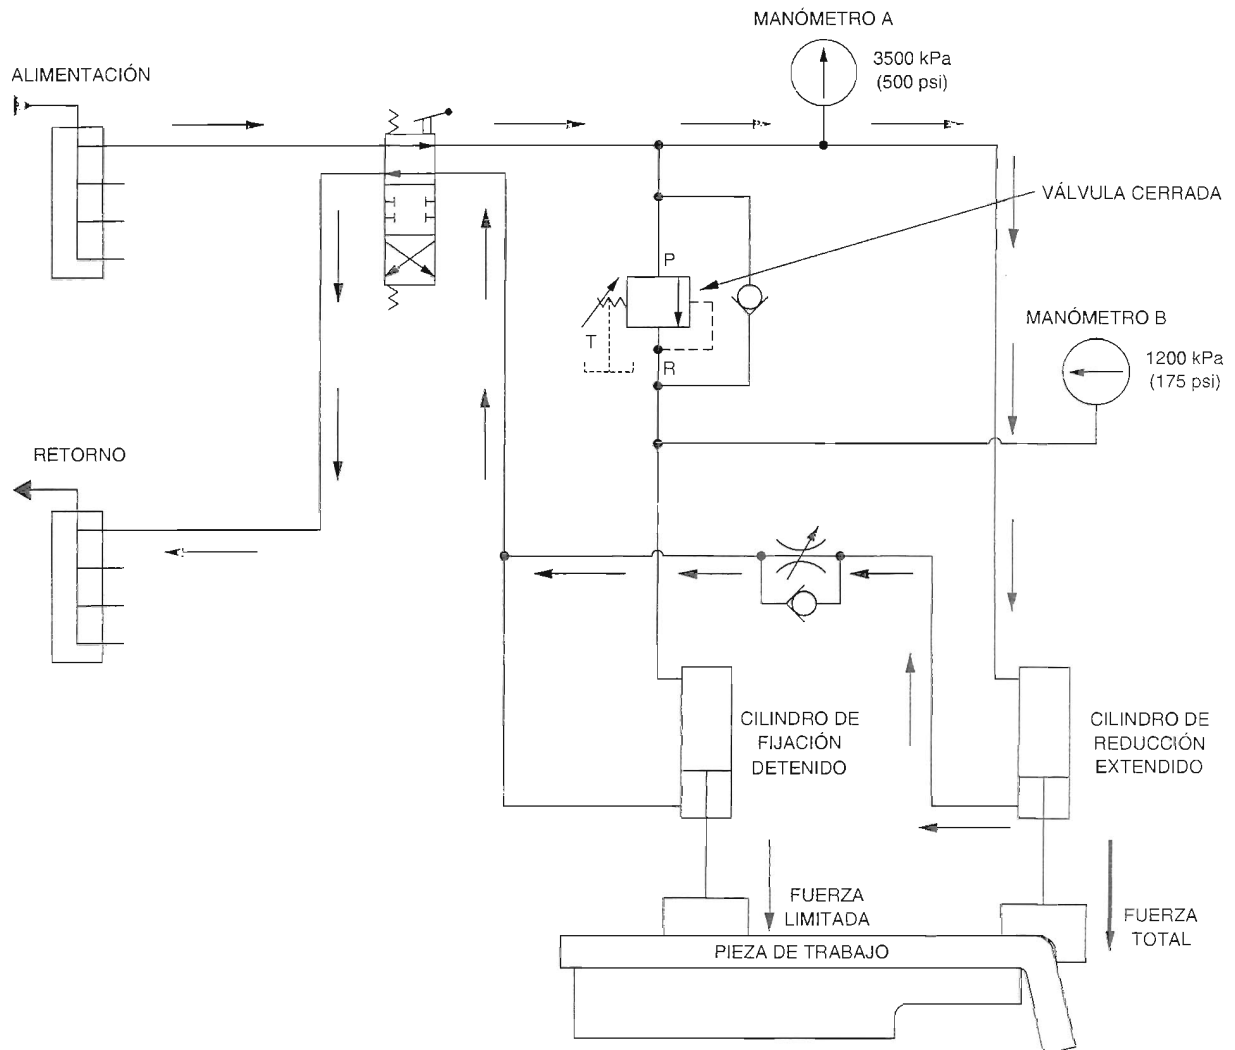 MANÓMETRO A
3500 kPa
(500 psi)
ALIMENTACIÓN
VÁLVULA CERRADA
P
T
R
MANÓMETRO B
1200 kPa
(175 psi)
RETORNO
CILINDRO DE
FIJACIÓN
DETENIDO
CILINDRO DE
REDUCCIÓN
EXTENDIDO
FUERZA
LIMITADA
FUERZA
TOTAL
PIEZA DE TRABAJO